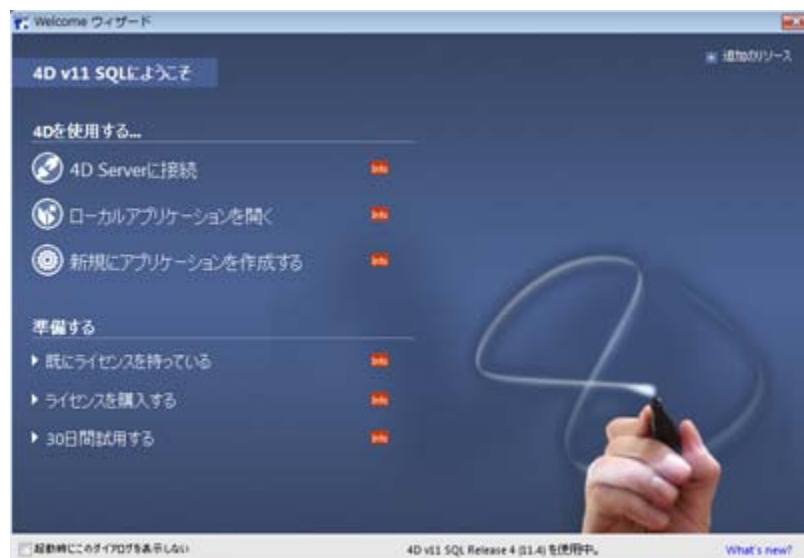 Welcome ウィザード
追加のリソース
4D v11 SQLにようこそ
4Dを使用する...
4D Serverに接続
Info
ローカルアプリケーションを開く
Info
新規にアプリケーションを作成する
Info
準備する
既にライセンスを持っている
Info
ライセンスを購入する
Info
30日間試用する
Info
起動時にこのダイアログを表示しない
4D v11 SQL Release 4 (11.4) を使用中。
What's new?